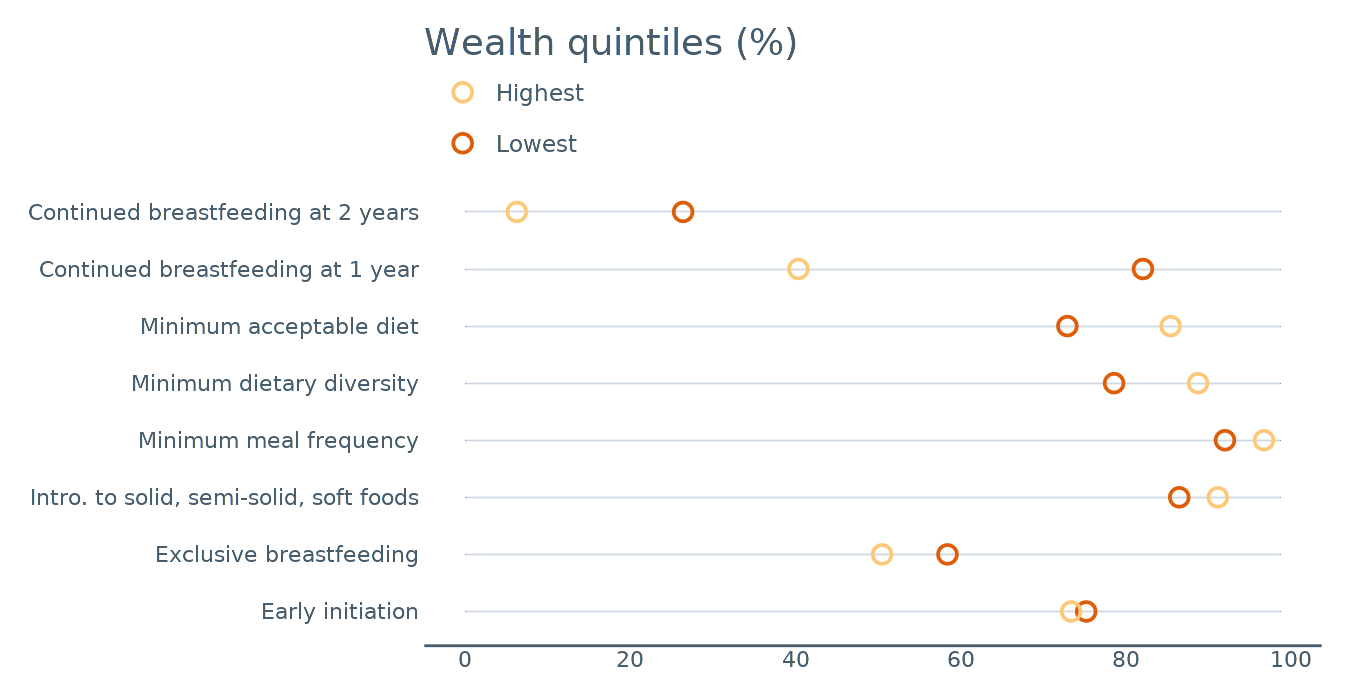 Wealth quintiles (%)
Highest
Lowest
Continued breastfeeding at 2 years
Continued breastfeeding at 1 year
Minimum acceptable diet
Minimum dietary diversity
Minimum meal frequency
Intro. to solid, semi-solid, soft foods
Exclusive breastfeeding
Early initiation
0 20 40 60 80 100